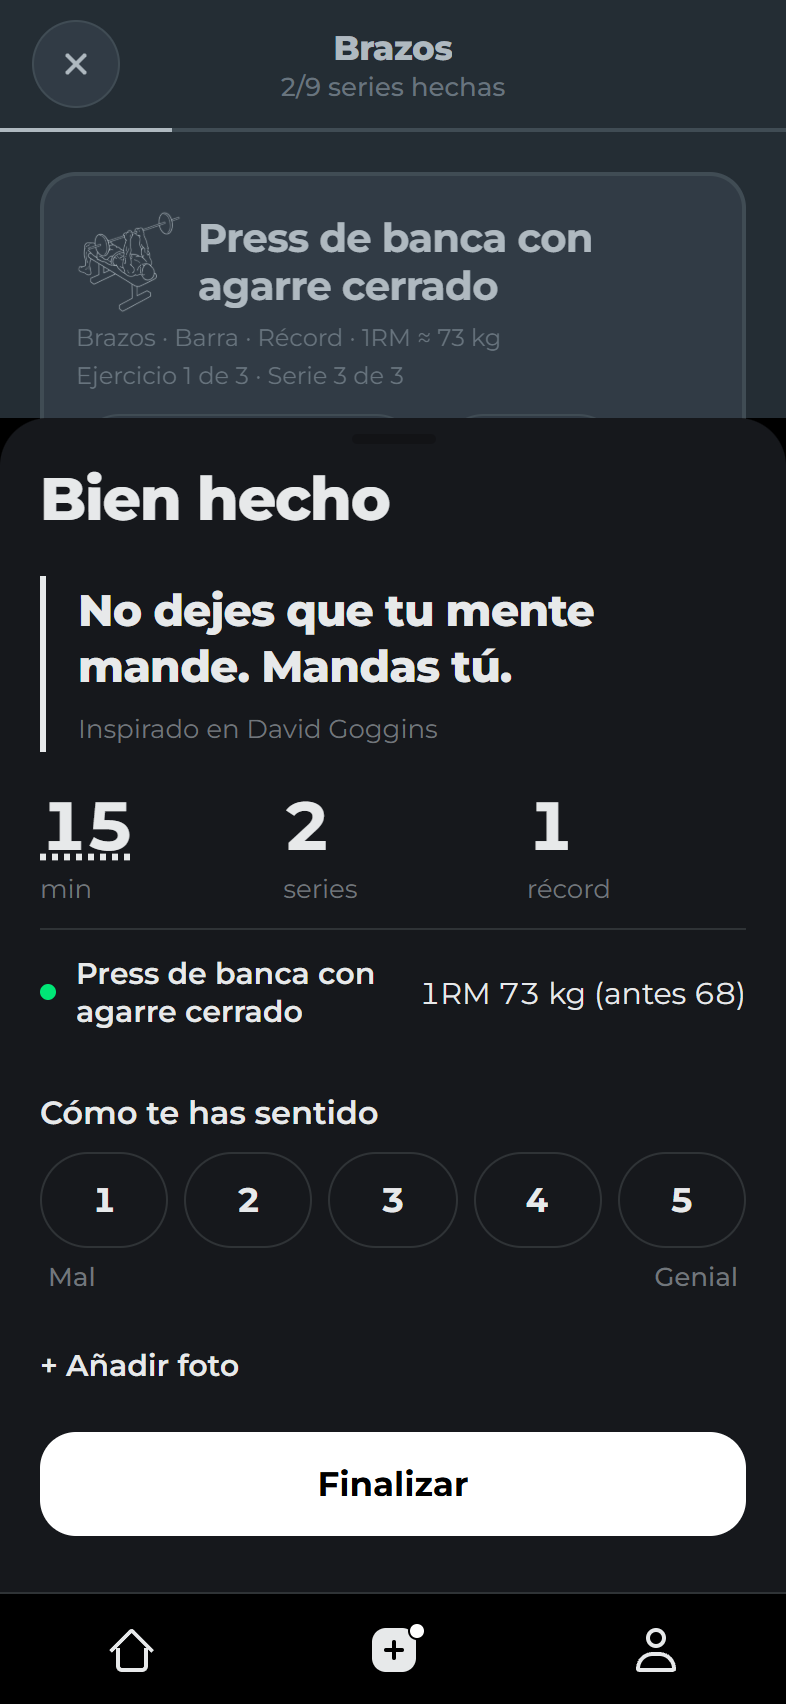 Brazos
2/9 series hechas
Press de banca con
agarre cerrado
Brazos · Barra · Récord · 1RM ≈ 73 kg
Ejercicio 1 de 3 · Serie 3 de 3
Bien hecho
No dejes que tu mente
mande. Mandas tú.
Inspirado en David Goggins
15 2 1
min series récord
Press de banca con
agarre cerrado
1RM 73 kg (antes 68)
Cómo te has sentido
1 2 3 4 5
Mal Genial
+ Añadir foto
Finalizar